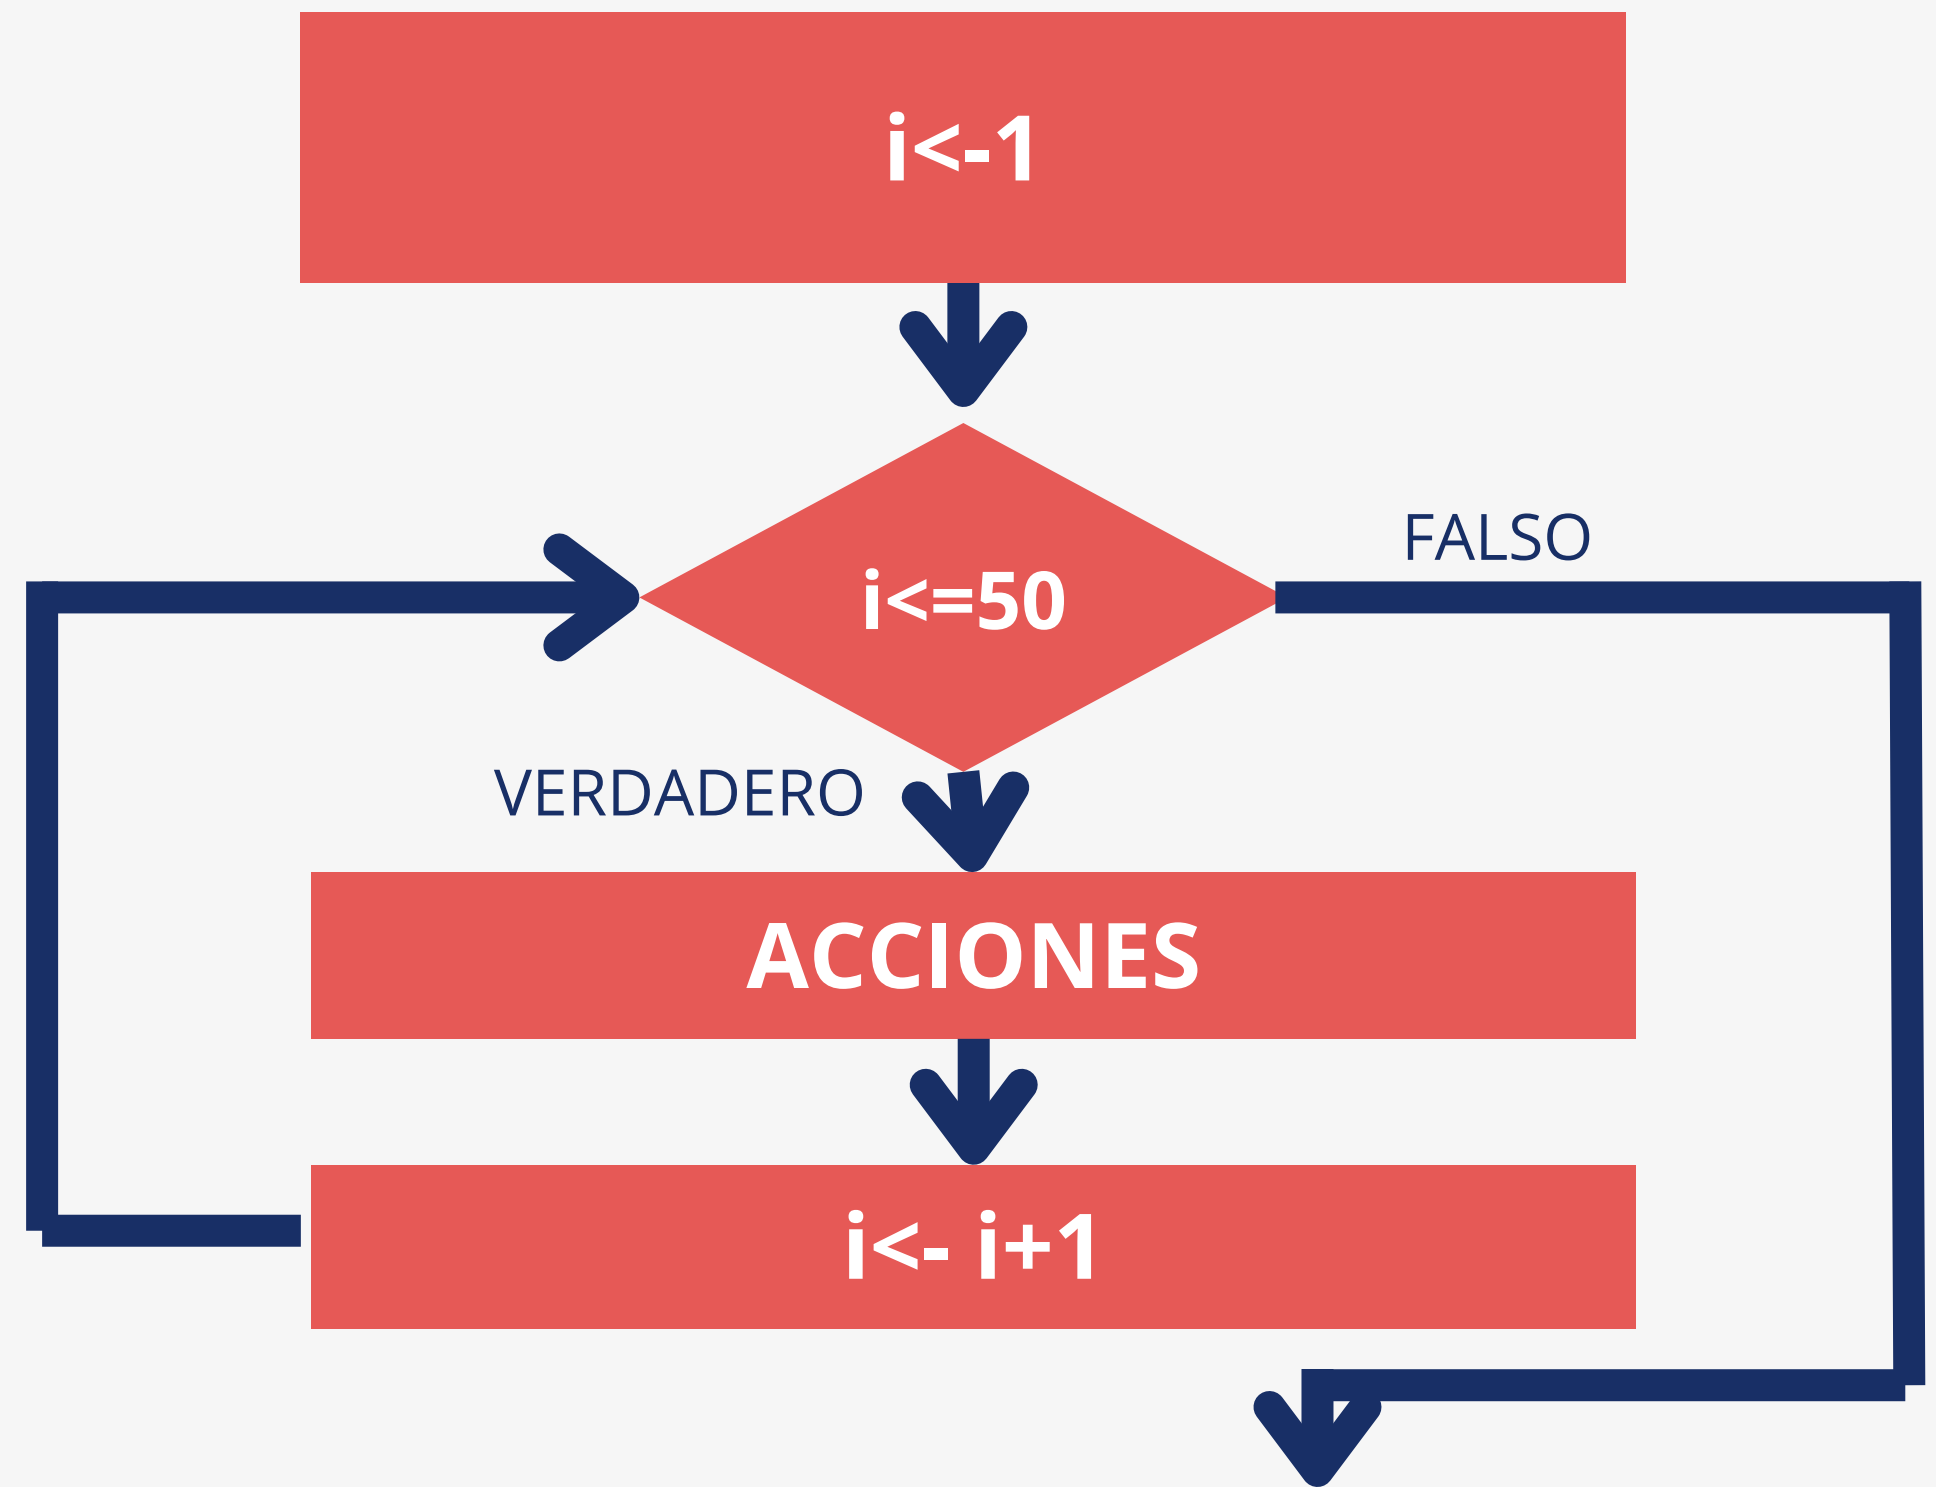 i<-1
i<=50
FALSO
VERDADERO
ACCIONES
i<- i+1